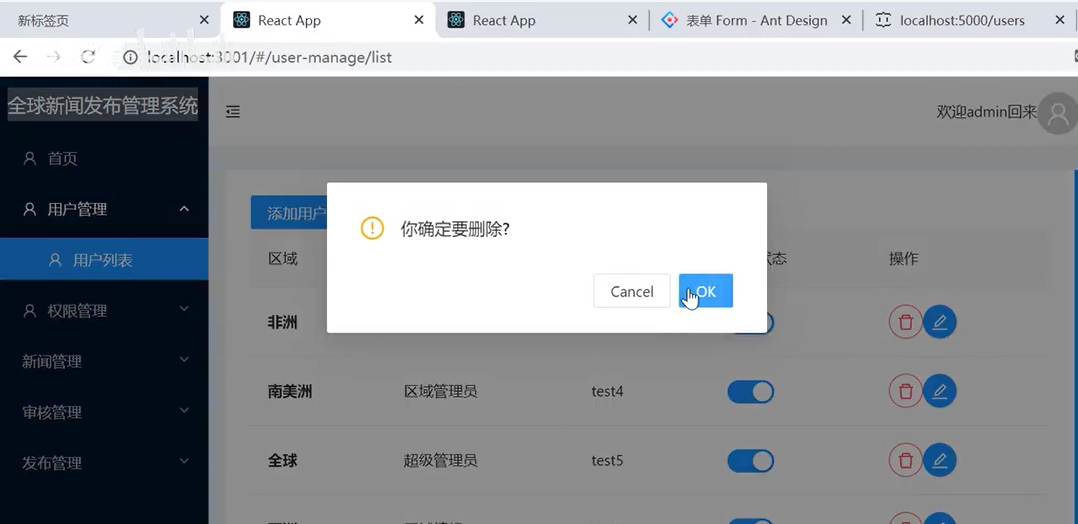 新标签页
React App
React App
表单 Form - Ant Design
localhost:5000/users
localhost:3001/#/user-manage/list
全球新闻发布管理系统
欢迎admin回来
首页
用户管理
用户列表
权限管理
新闻管理
审核管理
发布管理
添加用户
你确定要删除?
Cancel
OK
区域
状态
操作
非洲
南美洲 区域管理员 test4
全球 超级管理员 test5